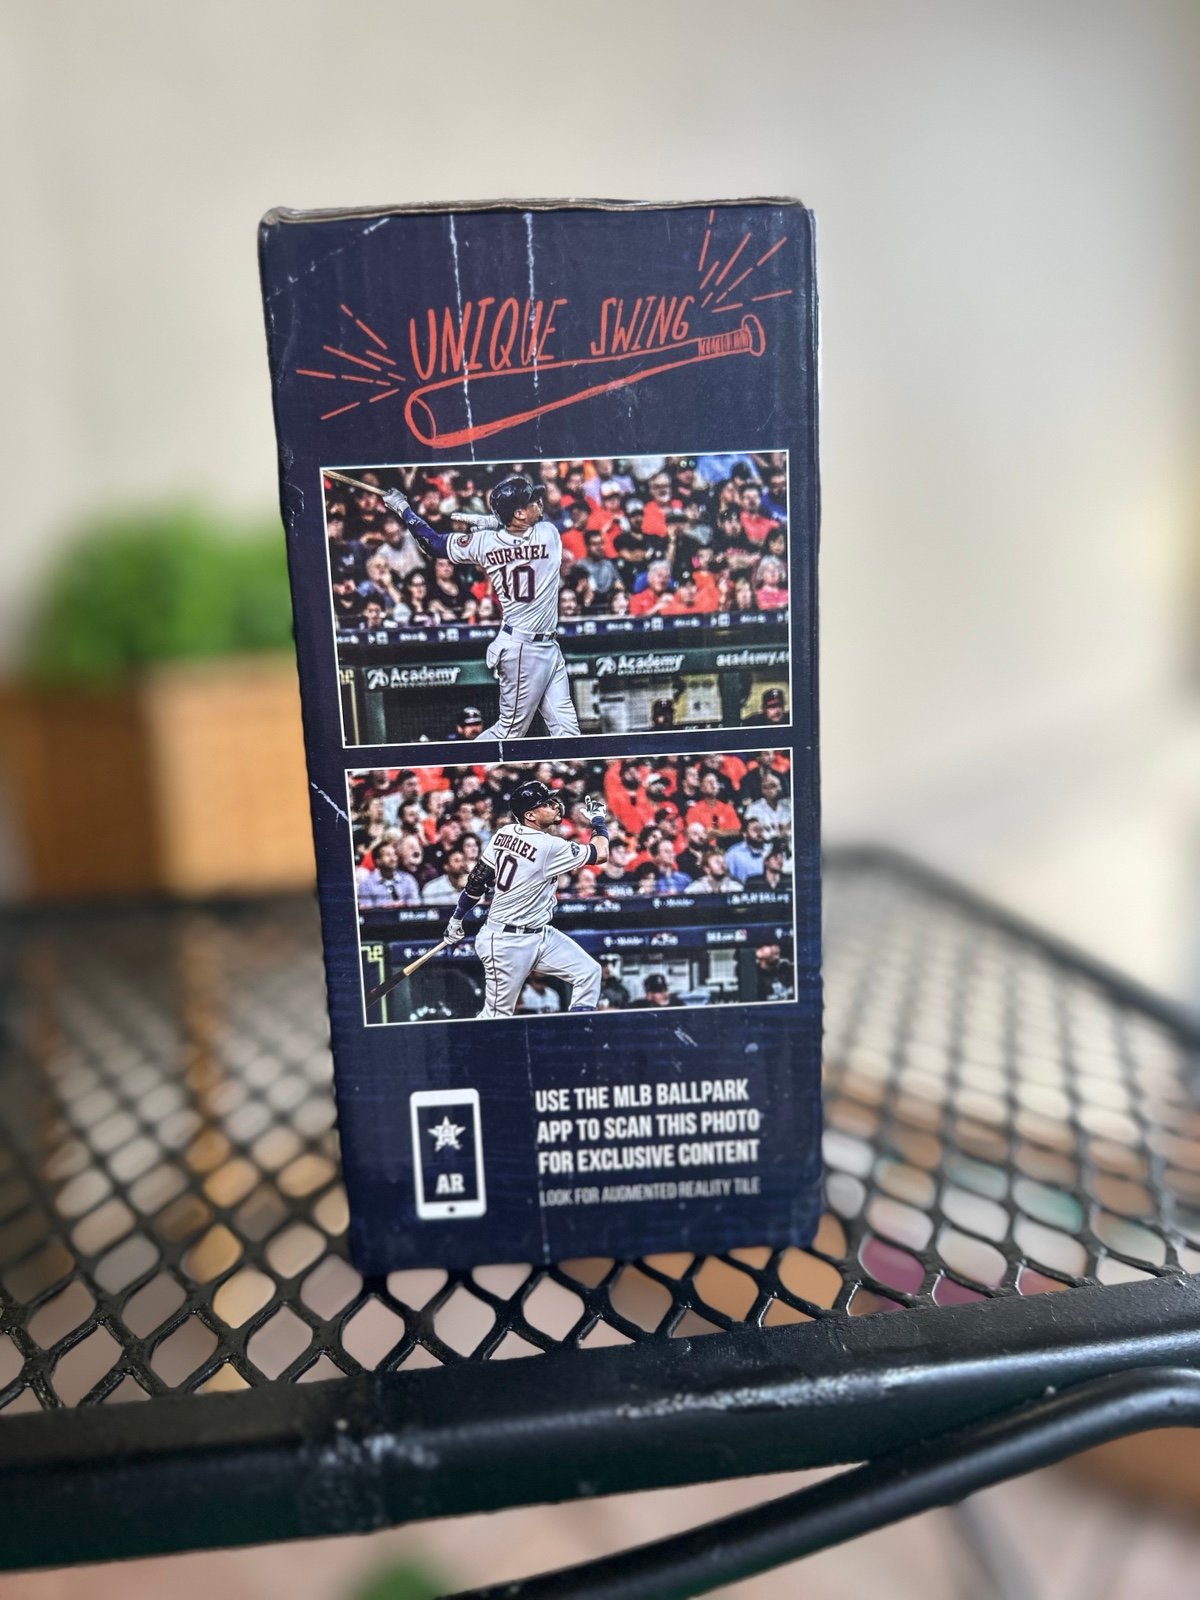 UNIQUE SWING
GURRIEL
10
Academy
Academy
academy.c
GURRIEL
10
USE THE MLB BALLPARK
APP TO SCAN THIS PHOTO
FOR EXCLUSIVE CONTENT
LOOK FOR AUGMENTED REALITY TILE
H
AR